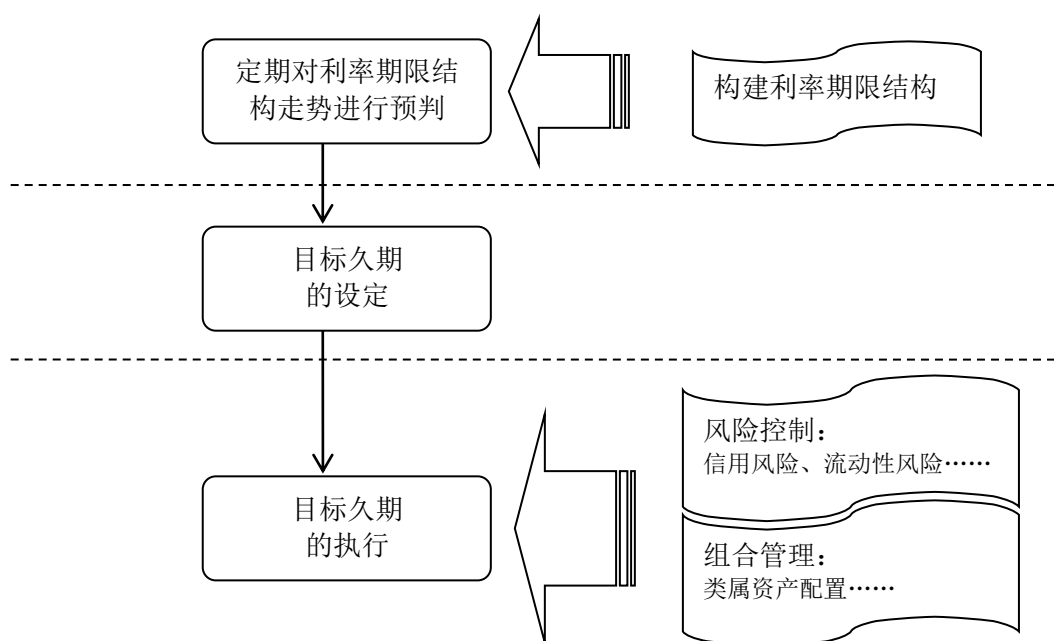 定期对利率期限结
构走势进行预判
构建利率期限结构
目标久期
的设定
目标久期
的执行
风险控制：
信用风险、流动性风险……
组合管理：
类属资产配置……